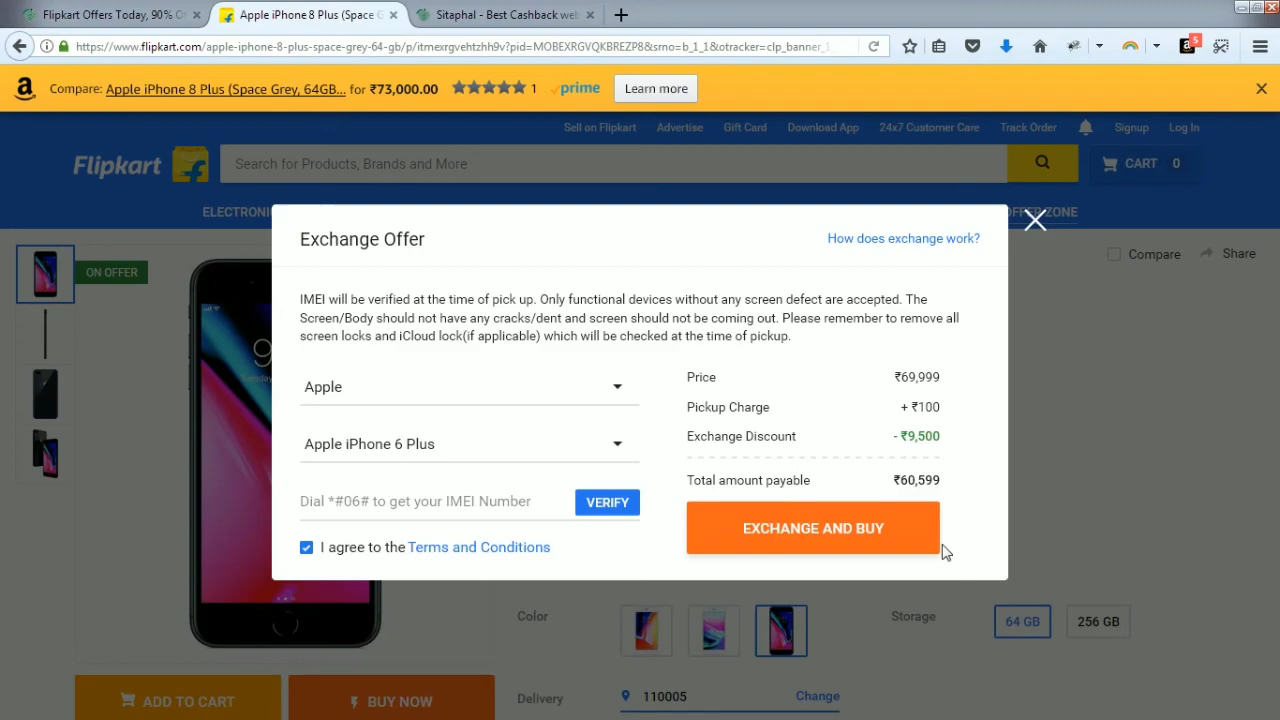 Flipkart Offers Today, 90% O
Apple iPhone 8 Plus (Space G
Sitaphal - Best Cashback web
https://www.flipkart.com/apple-iphone-8-plus-space-grey-64-gb/p/itmexrgvehtzhh9v?pid=MOBEXRGVQKBREZP8&srno=b_1_1&otracker=clp_banner_1_
5
Compare: Apple iPhone 8 Plus (Space Grey, 64GB... for ₹73,000.00 1 prime Learn more
Sell on Flipkart Advertise Gift Card Download App 24x7 Customer Care Track Order Signup Log In
Flipkart Search for Products, Brands and More CART 0
ELECTRONI OFFER ZONE
Exchange Offer How does exchange work?
ON OFFER
Compare Share
IMEI will be verified at the time of pick up. Only functional devices without any screen defect are accepted. The
Screen/Body should not have any cracks/dent and screen should not be coming out. Please remember to remove all
screen locks and iCloud lock(if applicable) which will be checked at the time of pickup.
Apple
Apple iPhone 6 Plus
Dial *#06# to get your IMEI Number VERIFY
I agree to the Terms and Conditions
Price ₹69,999
Pickup Charge + ₹100
Exchange Discount - ₹9,500
Total amount payable ₹60,599
EXCHANGE AND BUY
Color
Storage 64 GB 256 GB
ADD TO CART BUY NOW
Delivery 110005 Change